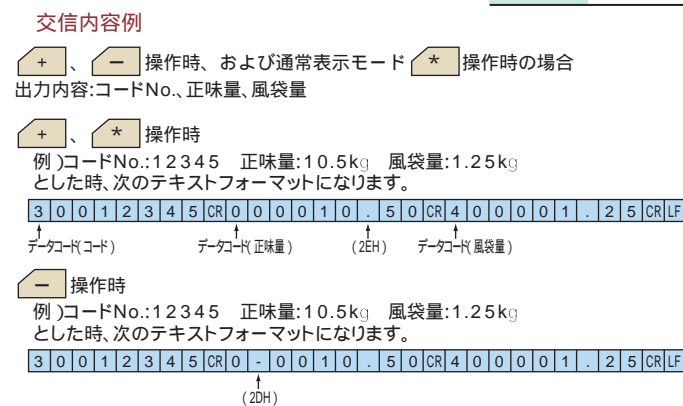 交信内容例
+ 、 － 操作時、および通常表示モード * 操作時の場合
出力内容:コードNo.、正味量、風袋量
+ 、 * 操作時
例)コードNo.:12345 正味量:10.5kg 風袋量:1.25kg
とした時、次のテキストフォーマットになります。
3 0 0 1 2 3 4 5 CR 0 0 0 0 0 1 0 . 5 0 CR 4 0 0 0 0 1 . 2 5 CR LF
データコード(コード) データコード(正味量) (2EH) データコード(風袋量)
－ 操作時
例)コードNo.:12345 正味量:10.5kg 風袋量:1.25kg
とした時、次のテキストフォーマットになります。
3 0 0 1 2 3 4 5 CR 0 - 0 0 1 0 . 5 0 CR 4 0 0 0 0 1 . 2 5 CR LF
(2DH)